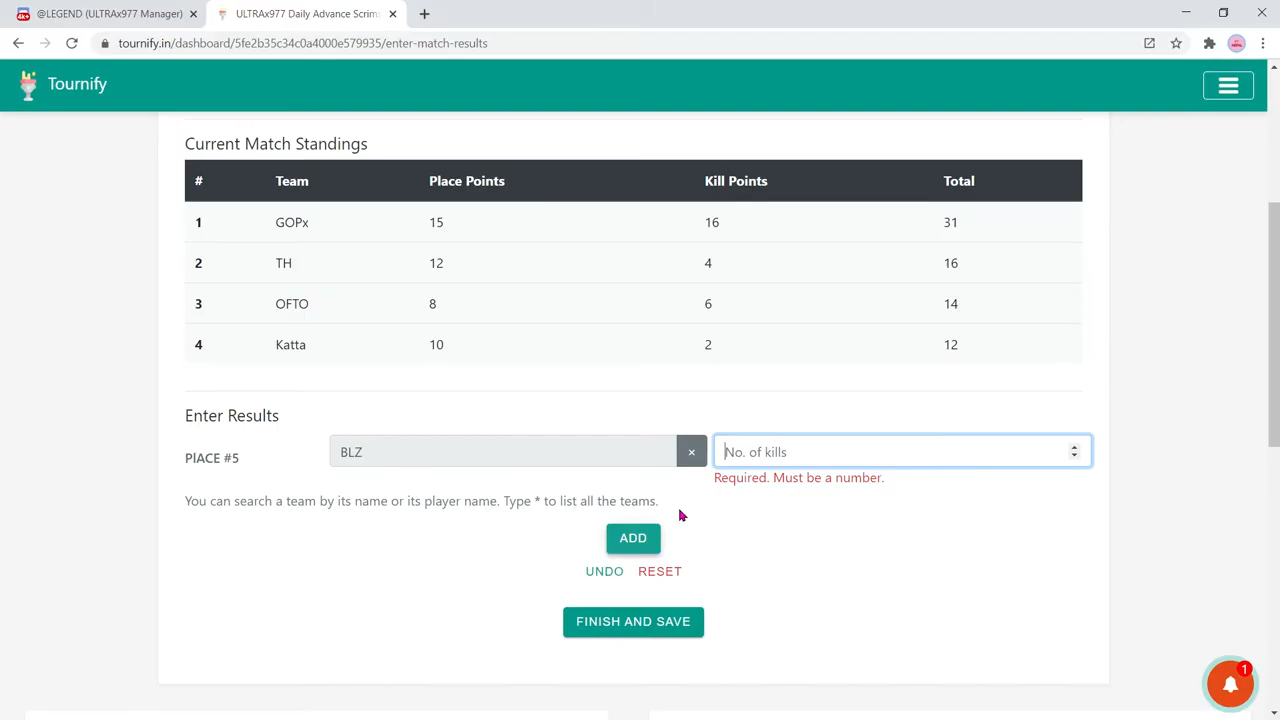 4k+ @LEGEND (ULTRAx977 Manager) ULTRAx977 Daily Advance Scrims
tournify.in/dashboard/5fe2b35c34c0a4000e579935/enter-match-results
Tournify
Current Match Standings
# Team Place Points Kill Points Total
1 GOPx 15 16 31
2 TH 12 4 16
3 OFTO 8 6 14
4 Katta 10 2 12
Enter Results
PlACE #5 BLZ × No. of kills
Required. Must be a number.
You can search a team by its name or its player name. Type * to list all the teams.
ADD
UNDO RESET
FINISH AND SAVE
1